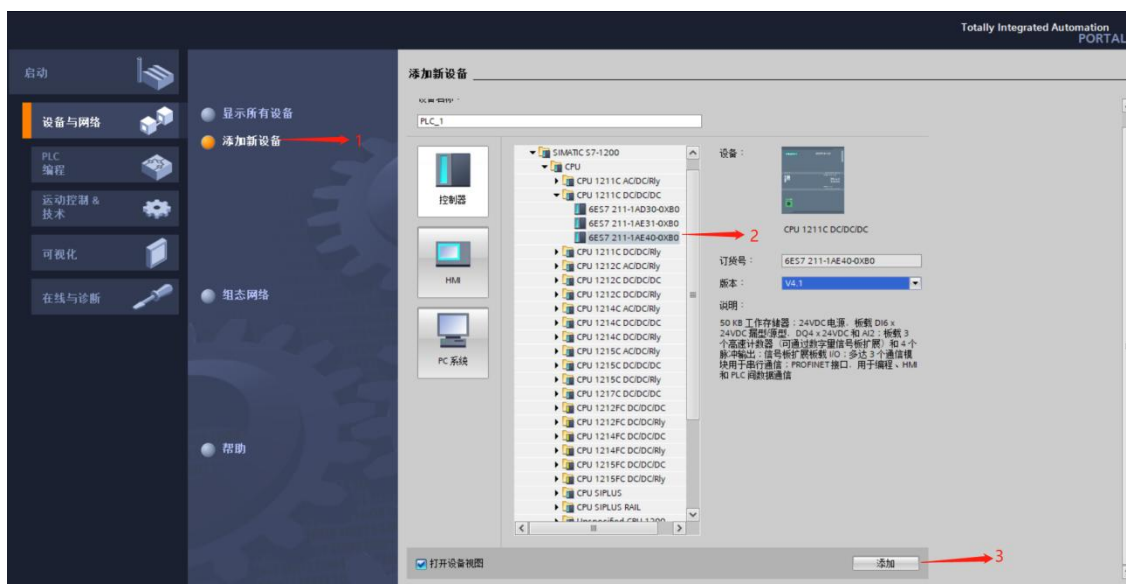 Totally Integrated Automation
PORTAL
启动
设备与网络
PLC
编程
运动控制 &
技术
可视化
在线与诊断
显示所有设备
添加新设备
1
组态网络
帮助
添加新设备
设备名称：
PLC_1
控制器
HMI
PC 系统
SIMATIC S7-1200
CPU
CPU 1211C AC/DC/Rly
CPU 1211C DC/DC/DC
6ES7 211-1AD30-0XB0
6ES7 211-1AE31-0XB0
6ES7 211-1AE40-0XB0
2
CPU 1211C DC/DC/Rly
CPU 1212C AC/DC/Rly
CPU 1212C DC/DC/DC
CPU 1212C DC/DC/Rly
CPU 1214C AC/DC/Rly
CPU 1214C DC/DC/DC
CPU 1214C DC/DC/Rly
CPU 1215C AC/DC/Rly
CPU 1215C DC/DC/DC
CPU 1215C DC/DC/Rly
CPU 1217C DC/DC/DC
CPU 1212FC DC/DC/DC
CPU 1212FC DC/DC/Rly
CPU 1214FC DC/DC/DC
CPU 1214FC DC/DC/Rly
CPU 1215FC DC/DC/DC
CPU 1215FC DC/DC/Rly
CPU SIPLUS
CPU SIPLUS RAIL
Unspecified CPU 1200
设备：
CPU 1211C DC/DC/DC
订货号：
6ES7 211-1AE40-0XB0
版本：
V4.1
说明：
50 KB 工作存储器；24VDC 电源，板载 DI6 x
24VDC 漏型/源型，DQ4 x 24VDC 和 AI2；板载 3
个高速计数器（可通过数字量信号板扩展）和 4 个
脉冲输出；信号板扩展板载 I/O；多达 3 个通信模
块用于串行通信；PROFINET 接口，用于编程、HMI
和 PLC 间数据通信
打开设备视图
添加
3